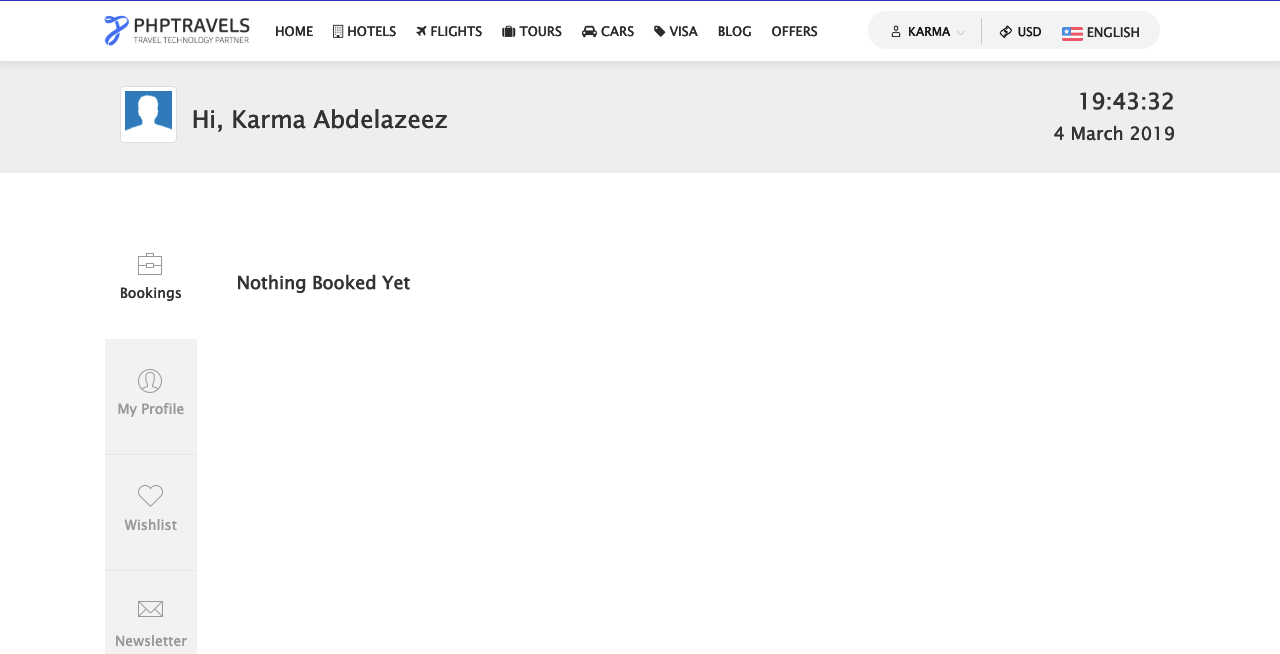 PHPTRAVELS
TRAVEL TECHNOLOGY PARTNER
HOME HOTELS FLIGHTS TOURS CARS VISA BLOG OFFERS KARMA USD ENGLISH
Hi, Karma Abdelazeez
19:43:32
4 March 2019
Bookings
Nothing Booked Yet
My Profile
Wishlist
Newsletter